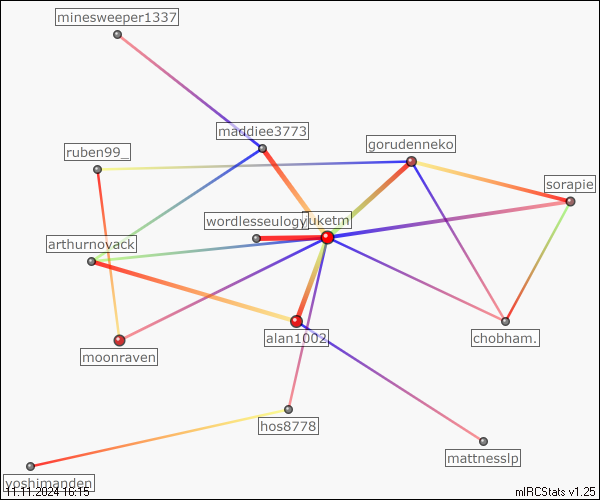 minesweeper1337
maddiee3773
gorudenneko
ruben99_
sorapie
wordlesseulogy
uketm
arthurnovack
alan1002
chobham.
moonraven
hos8778
mattnesslp
yoshimanden
11.11.2024 16:15
mIRCStats v1.25